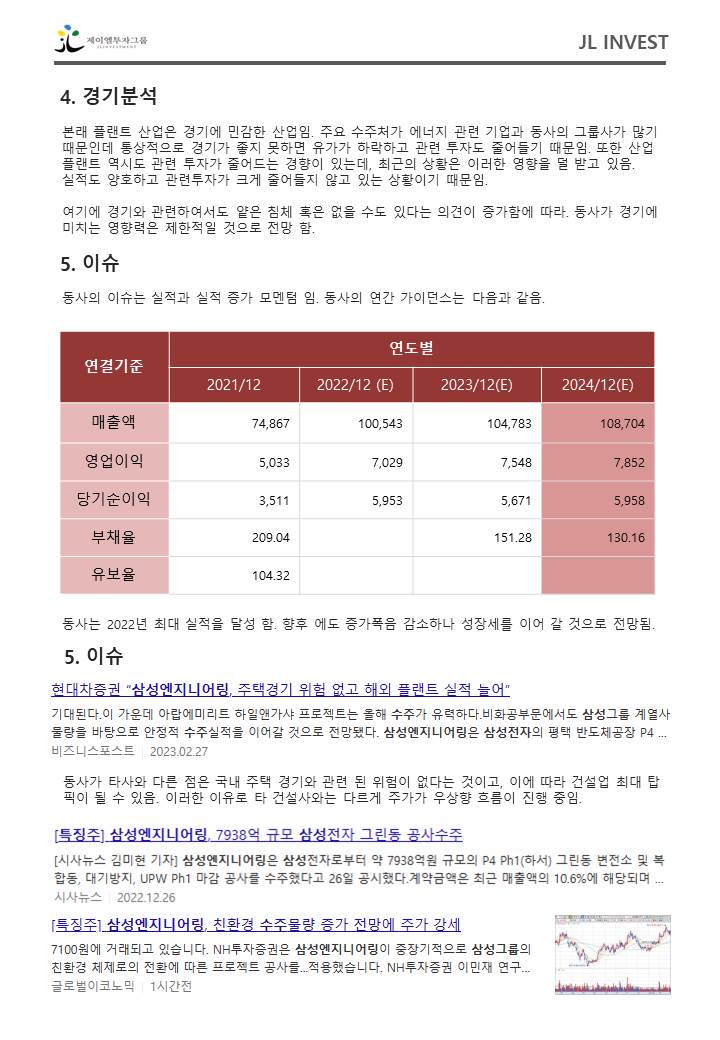 제이엘투자그룹
JLINVESTMENT
JL INVEST
4. 경기분석
본래 플랜트 산업은 경기에 민감한 산업임. 주요 수주처가 에너지 관련 기업과 동사의 그룹사가 많기
때문인데 통상적으로 경기가 좋지 못하면 유가가 하락하고 관련 투자도 줄어들기 때문임. 또한 산업
플랜트 역시도 관련 투자가 줄어드는 경향이 있는데, 최근의 상황은 이러한 영향을 덜 받고 있음.
실적도 양호하고 관련투자가 크게 줄어들지 않고 있는 상황이기 때문임.
여기에 경기와 관련하여서도 얕은 침체 혹은 없을 수도 있다는 의견이 증가함에 따라. 동사가 경기에
미치는 영향력은 제한적일 것으로 전망 함.
5. 이슈
동사의 이슈는 실적과 실적 증가 모멘텀 임. 동사의 연간 가이던스는 다음과 같음.
연결기준 연도별
2021/12 2022/12 (E) 2023/12(E) 2024/12(E)
매출액 74,867 100,543 104,783 108,704
영업이익 5,033 7,029 7,548 7,852
당기순이익 3,511 5,953 5,671 5,958
부채율 209.04 151.28 130.16
유보율 104.32
동사는 2022년 최대 실적을 달성 함. 향후 에도 증가폭음 감소하나 성장세를 이어 갈 것으로 전망됨.
5. 이슈
현대차증권 “삼성엔지니어링, 주택경기 위험 없고 해외 플랜트 실적 늘어”
기대된다.이 가운데 아랍에미리트 하일앤가샤 프로젝트는 올해 수주가 유력하다.비화공부문에서도 삼성그룹 계열사
물량을 바탕으로 안정적 수주실적을 이어갈 것으로 전망됐다. 삼성엔지니어링은 삼성전자의 평택 반도체공장 P4 ...
비즈니스포스트 | 2023.02.27
동사가 타사와 다른 점은 국내 주택 경기와 관련 된 위험이 없다는 것이고, 이에 따라 건설업 최대 탑
픽이 될 수 있음. 이러한 이유로 타 건설사와는 다르게 주가가 우상향 흐름이 진행 중임.
[특징주] 삼성엔지니어링, 7938억 규모 삼성전자 그린동 공사수주
[시사뉴스 김미현 기자] 삼성엔지니어링은 삼성전자로부터 약 7938억원 규모의 P4 Ph1(하서) 그린동 변전소 및 복
합동, 대기방지, UPW Ph1 마감 공사를 수주했다고 26일 공시했다.계약금액은 최근 매출액의 10.6%에 해당되며 ...
시사뉴스 | 2022.12.26
[특징주] 삼성엔지니어링, 친환경 수주물량 증가 전망에 주가 강세
7100원에 거래되고 있습니다. NH투자증권은 삼성엔지니어링이 중장기적으로 삼성그룹의
친환경 체제로의 전환에 따른 프로젝트 공사를...적용했습니다. NH투자증권 이민재 연구...
글로벌이코노믹 | 1시간전